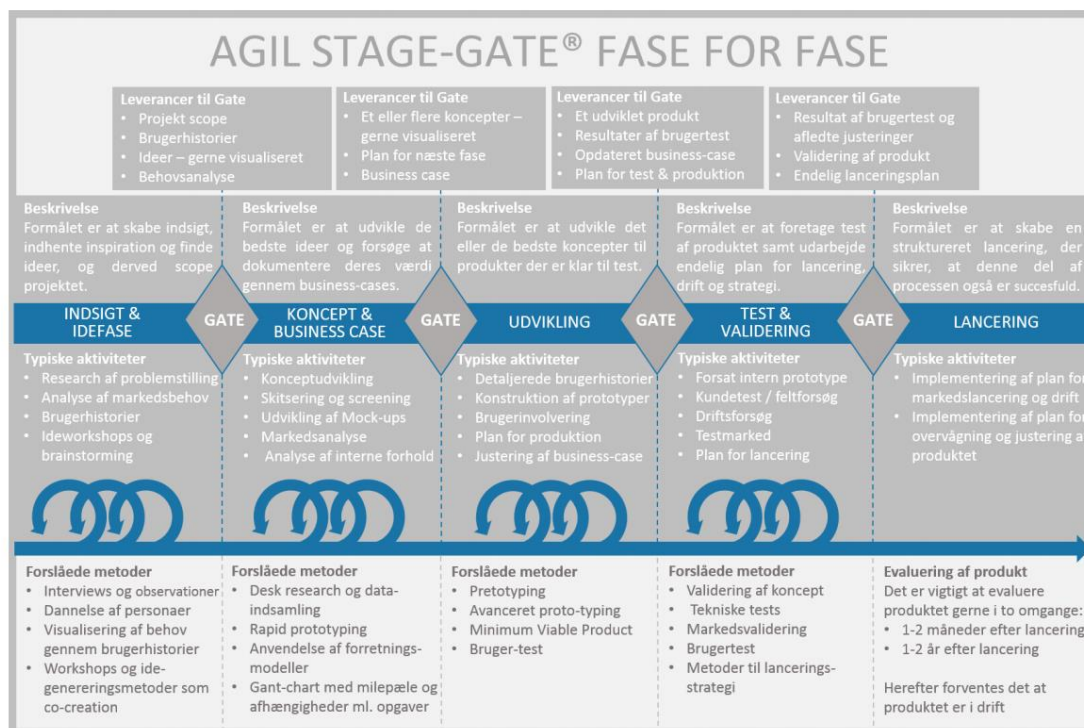 AGIL STAGE-GATE® FASE FOR FASE
Leverancer til Gate
• Projekt scope
• Brugerhistorier
• Ideer – gerne visualiseret
• Behovsanalyse
Leverancer til Gate
• Et eller flere koncepter –
gerne visualiseret
• Plan for næste fase
• Business case
Leverancer til Gate
• Et udviklet produkt
• Resultater af brugertest
• Opdateret business-case
• Plan for test & produktion
Leverancer til Gate
• Resultat af brugertest og
afledte justeringer
• Validering af produkt
• Endelig lanceringsplan
Beskrivelse
Formålet er at skabe indsigt,
indhente inspiration og finde
ideer, og derved scope
projektet.
Beskrivelse
Formålet er at udvikle de
bedste ideer og forsøge at
dokumentere deres værdi
gennem business-cases.
Beskrivelse
Formålet er at udvikle det
eller de bedste koncepter til
produkter der er klar til test.
Beskrivelse
Formålet er at foretage test
af produktet samt udarbejde
endelig plan for lancering,
drift og strategi.
Beskrivelse
Formålet er at skabe en
struktureret lancering, der
sikrer, at denne del af
processen også er succesfuld.
INDSIGT &
IDEFASE
GATE
KONCEPT &
BUSINESS CASE
GATE
UDVIKLING
GATE
TEST &
VALIDERING
GATE
LANCERING
Typiske aktiviteter
• Research af problemstilling
• Analyse af markedsbehov
• Brugerhistorier
• Ideworkshops og
brainstorming
Typiske aktiviteter
• Konceptudvikling
• Skitsering og screening
• Udvikling af Mock-ups
• Markedsanalyse
• Analyse af interne forhold
Typiske aktiviteter
• Detaljerede brugerhistorier
• Konstruktion af prototyper
• Brugerinvolvering
• Plan for produktion
• Justering af business-case
Typiske aktiviteter
• Forsat intern prototype
• Kundetest / feltforsøg
• Driftsforsøg
• Testmarked
• Plan for lancering
Typiske aktiviteter
• Implementering af plan for
markedslancering og drift
• Implementering af plan for
overvågning og justering a
produktet
Forslåede metoder
• Interviews og observationer
• Dannelse af personaer
• Visualisering af behov
gennem brugerhistorier
• Workshops og ide-
genereringsmetoder som
co-creation
Forslåede metoder
• Desk research og data-
indsamling
• Rapid prototyping
• Anvendelse af forretnings-
modeller
• Gant-chart med milepæle og
afhængigheder ml. opgaver
Forslåede metoder
• Pretotyping
• Avanceret proto-typing
• Minimum Viable Product
• Bruger-test
Forslåede metoder
• Validering af koncept
• Tekniske tests
• Markedsvalidering
• Brugertest
• Metoder til lancerings-
strategi
Evaluering af produkt
Det er vigtigt at evaluere
produktet gerne i to omgange:
• 1-2 måneder efter lancering
• 1-2 år efter lancering
Herefter forventes det at
produktet er i drift